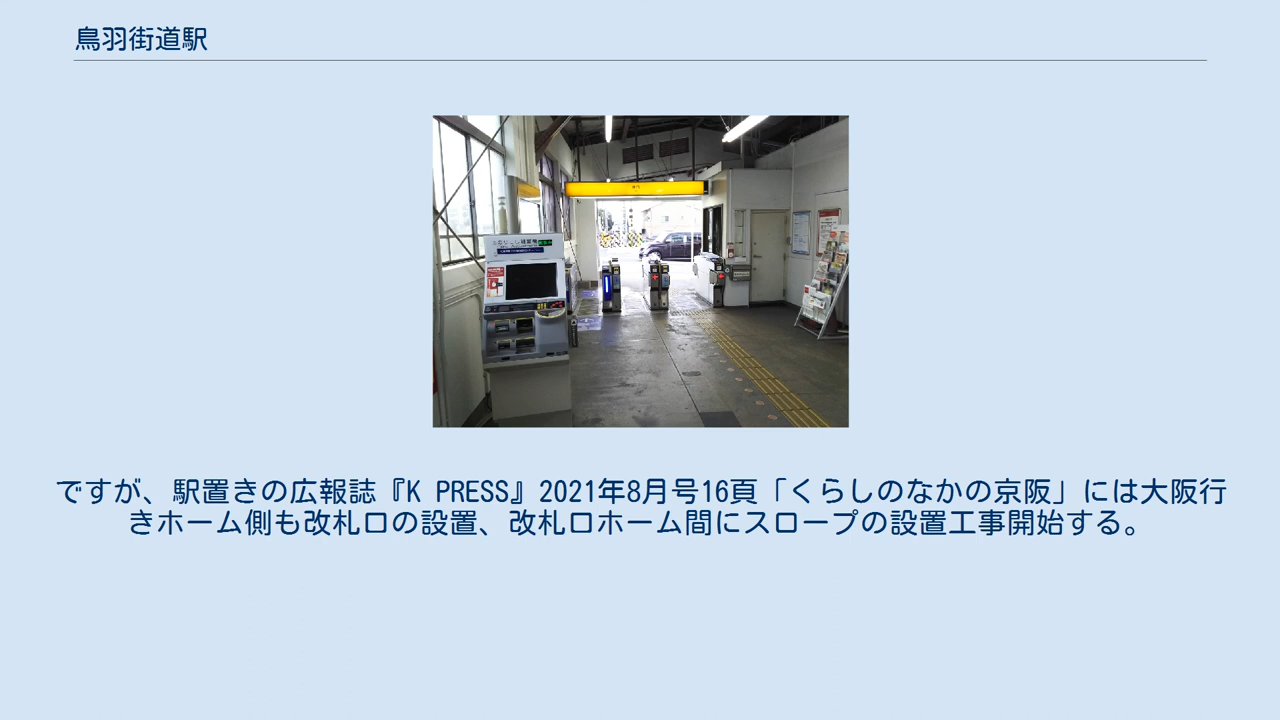 鳥羽街道駅
ですが、駅置きの広報誌『K PRESS』2021年8月号16頁「くらしのなかの京阪」には大阪行
きホーム側も改札口の設置、改札口ホーム間にスロープの設置工事開始する。